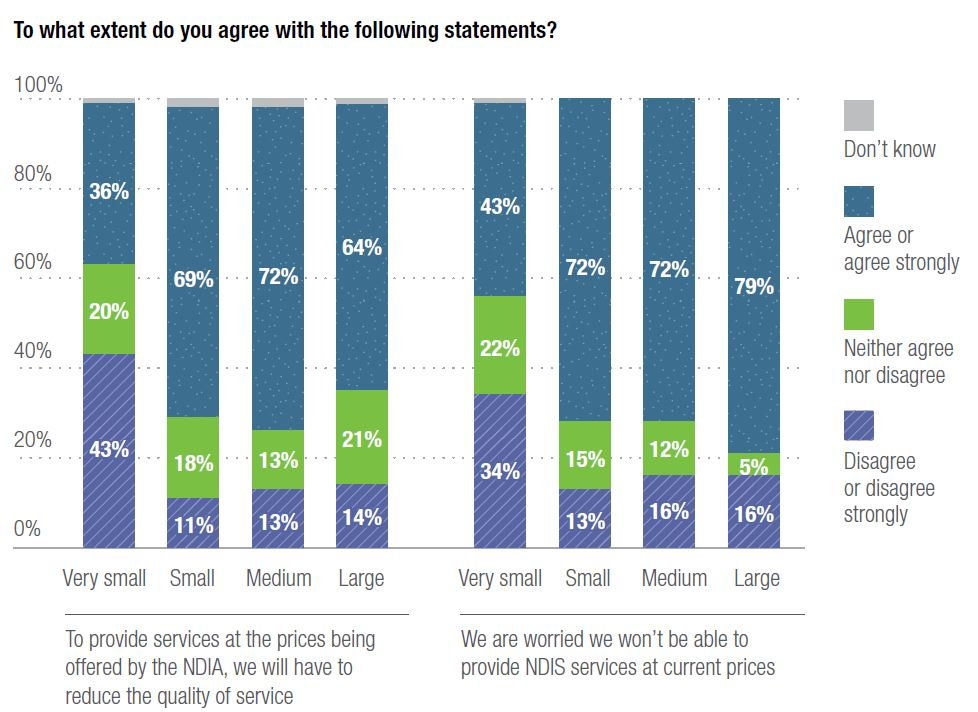 To what extent do you agree with the following statements?
100%
80%
60%
40%
20%
0%
36%
20%
43%
69%
18%
11%
72%
13%
13%
64%
21%
14%
43%
22%
34%
72%
15%
13%
72%
12%
16%
79%
5%
16%
Very small Small Medium Large
Very small Small Medium Large
To provide services at the prices being
offered by the NDIA, we will have to
reduce the quality of service
We are worried we won’t be able to
provide NDIS services at current prices
Don’t know
Agree or
agree strongly
Neither agree
nor disagree
Disagree
or disagree
strongly